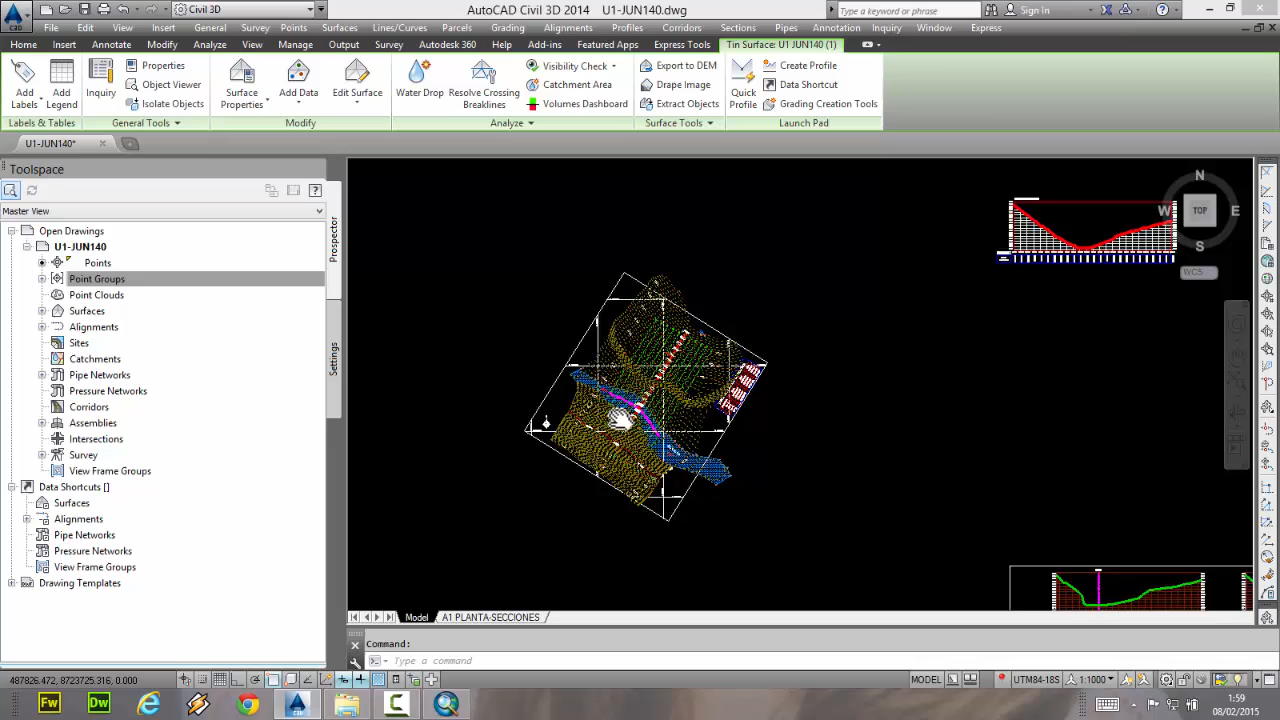 Civil 3D
AutoCAD Civil 3D 2014 U1-JUN140.dwg
Type a keyword or phrase
Sign In
File Edit View Insert General Survey Points Surfaces Lines/Curves Parcels Grading Alignments Profiles Corridors Sections Pipes Dimension Inquiry Window Express
Home Insert Annotate Modify Analyze View Manage Output Survey Autodesk 360 Help Add-ins Featured Apps Express Tools Tin Surface: U1 JUN140 (1)
Add Labels
Add Legend
Labels & Tables
Inquiry
Properties
Object Viewer
Isolate Objects
General Tools
Surface Properties
Add Data
Edit Surface
Modify
Water Drop
Resolve Crossing Breaklines
Visibility Check
Catchment Area
Volumes Dashboard
Analyze
Export to DEM
Drape Image
Extract Objects
Surface Tools
Quick Profile
Create Profile
Data Shortcut
Grading Creation Tools
Launch Pad
U1-JUN140*
Toolspace
Master View
Open Drawings
U1-JUN140
Points
Point Groups
Point Clouds
Surfaces
Alignments
Sites
Catchments
Pipe Networks
Pressure Networks
Corridors
Assemblies
Intersections
Survey
View Frame Groups
Data Shortcuts []
Surfaces
Alignments
Pipe Networks
Pressure Networks
View Frame Groups
Drawing Templates
Prospector
Settings
N
W TOP E
S
WCS
Model A1 PLANTA-SECCIONES
Command:
Type a command
487826.472, 8723725.316, 0.000
MODEL
UTM84-18S
1:1000
Fw
Dw
1:59
08/02/2015